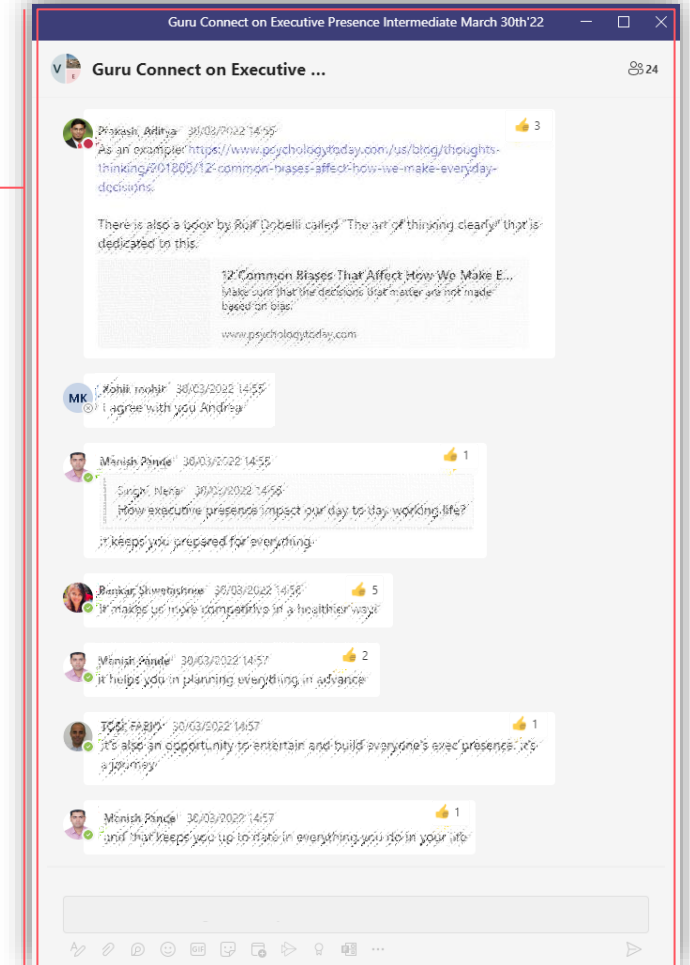 Guru Connect on Executive Presence Intermediate March 30th'22
V
E
Guru Connect on Executive ...
24
Prakash, Aditya 30/03/2022 14:55
3
As an example: https://www.psychologytoday.com/us/blog/thoughts-
thinking/201809/12-common-biases-affect-how-we-make-everyday-
decisions.
There is also a book by Rolf Dobelli called "The art of thinking clearly" that is
dedicated to this.
12 Common Biases That Affect How We Make E...
Make sure that the decisions that matter are not made
based on bias.
www.psychologytoday.com
MK
Kohli, mohit 30/03/2022 14:55
I agree with you Andrea
Manish Pande 30/03/2022 14:56
1
Singh, Neha 30/03/2022 14:56
How executive presence impact our day to day working life?
it keeps you prepared for everything.
Bankar, Shwetashree 30/03/2022 14:56
5
It makes us more competitive in a healthier way!
Manish Pande 30/03/2022 14:57
2
it helps you in planning everything in advance
TOSI, FABIO 30/03/2022 14:57
1
it's also an opportunity to entertain and build everyone's exec presence. it's
a journey
Manish Pande 30/03/2022 14:57
1
and that keeps you up to date in everything you do in your life
GIF